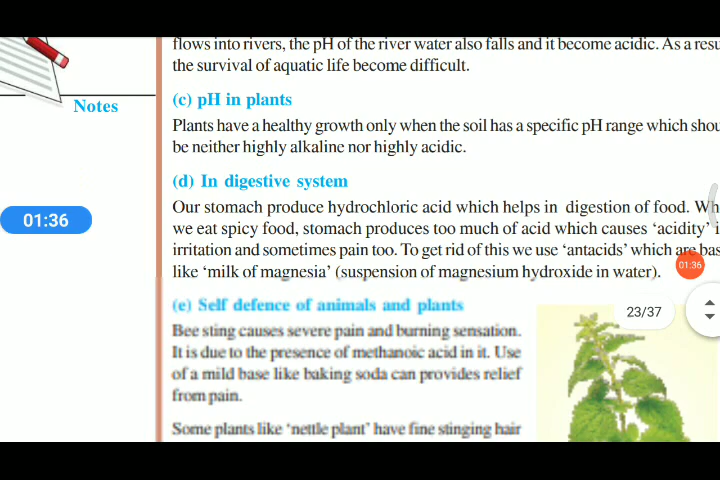 flows into rivers, the pH of the river water also falls and it become acidic. As a
the survival of aquatic life become difficult.
Notes
(c) pH in plants
Plants have a healthy growth only when the soil has a specific pH range which
be neither highly alkaline nor highly acidic.
(d) In digestive system
Our stomach produce hydrochloric acid which helps in digestion of food.
01:36
we eat spicy food, stomach produces too much of acid which causes 'acidity'
irritation and sometimes pain too. To get rid of this we use 'antacids' which are
01:36
like 'milk of magnesia' (suspension of magnesium hydroxide in water).
(e) Self defence of animals and plants
23/37
Bee sting causes severe pain and burning sensation.
It is due to the presence of methanoic acid in it. Use
of a mild base like baking soda can provides relief
from pain.
Some plants like 'nettle plant' have fine stinging hair